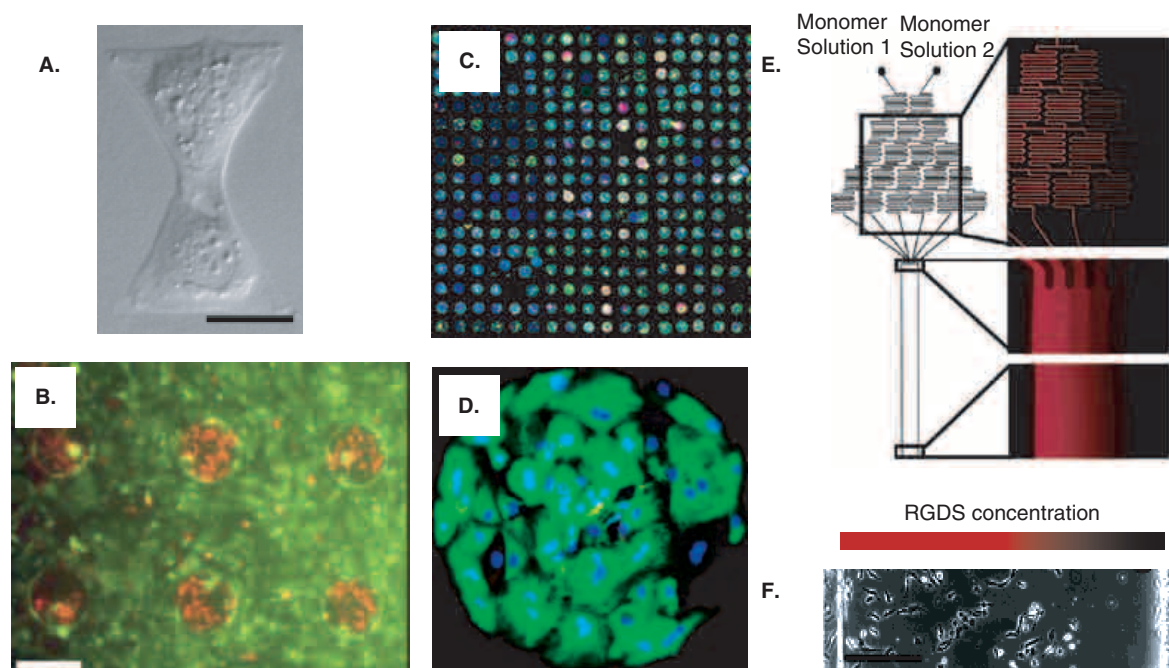 A.
B.
C.
D.
Monomer Solution 1
Monomer Solution 2
E.
RGDS concentration
F.